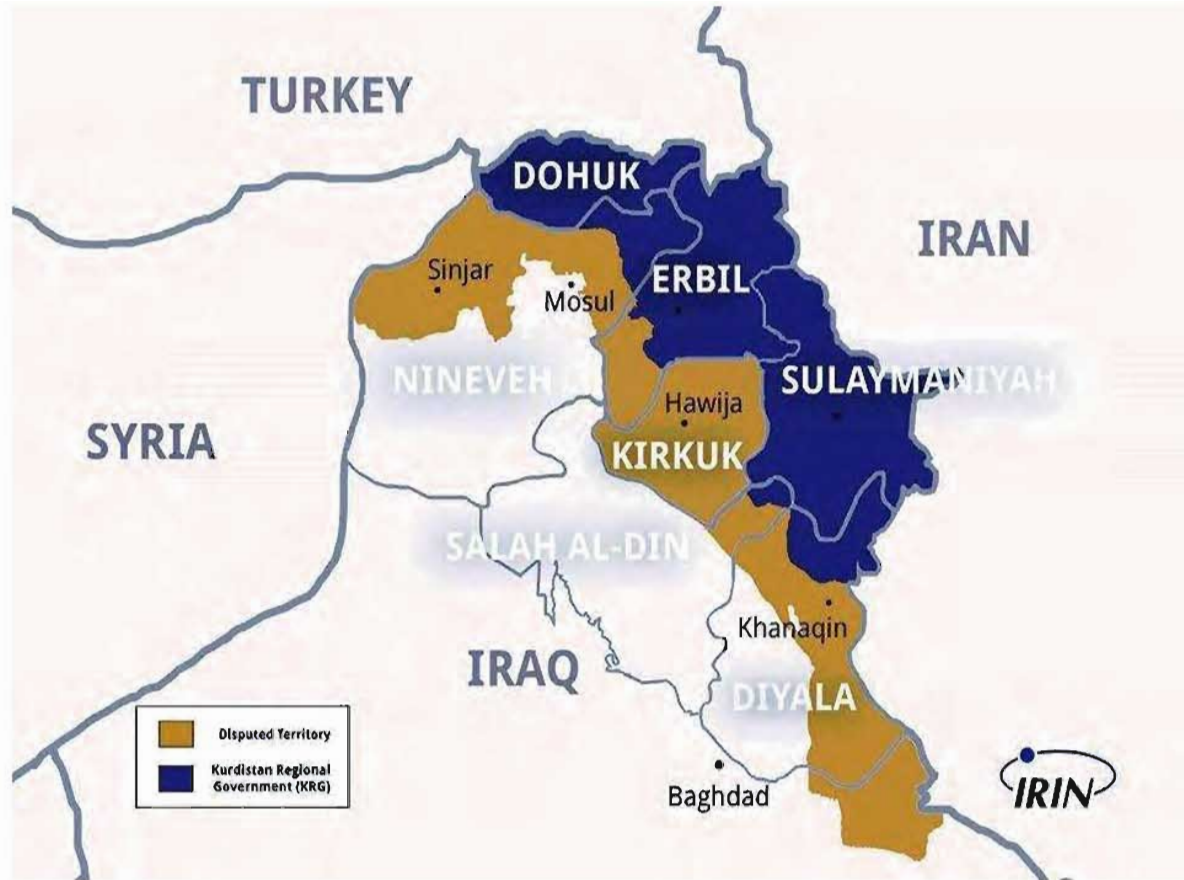 TURKEY
DOHUK
IRAN
Sinjar
ERBIL
Mosul
NINEVEH
SULAYMANIYAH
Hawija
SYRIA
KIRKUK
SALAH AL-DIN
Khanaqin
IRAQ
DIYALA
Disputed Territory
Kurdistan Regional
Government (KRG)
Baghdad
IRIN